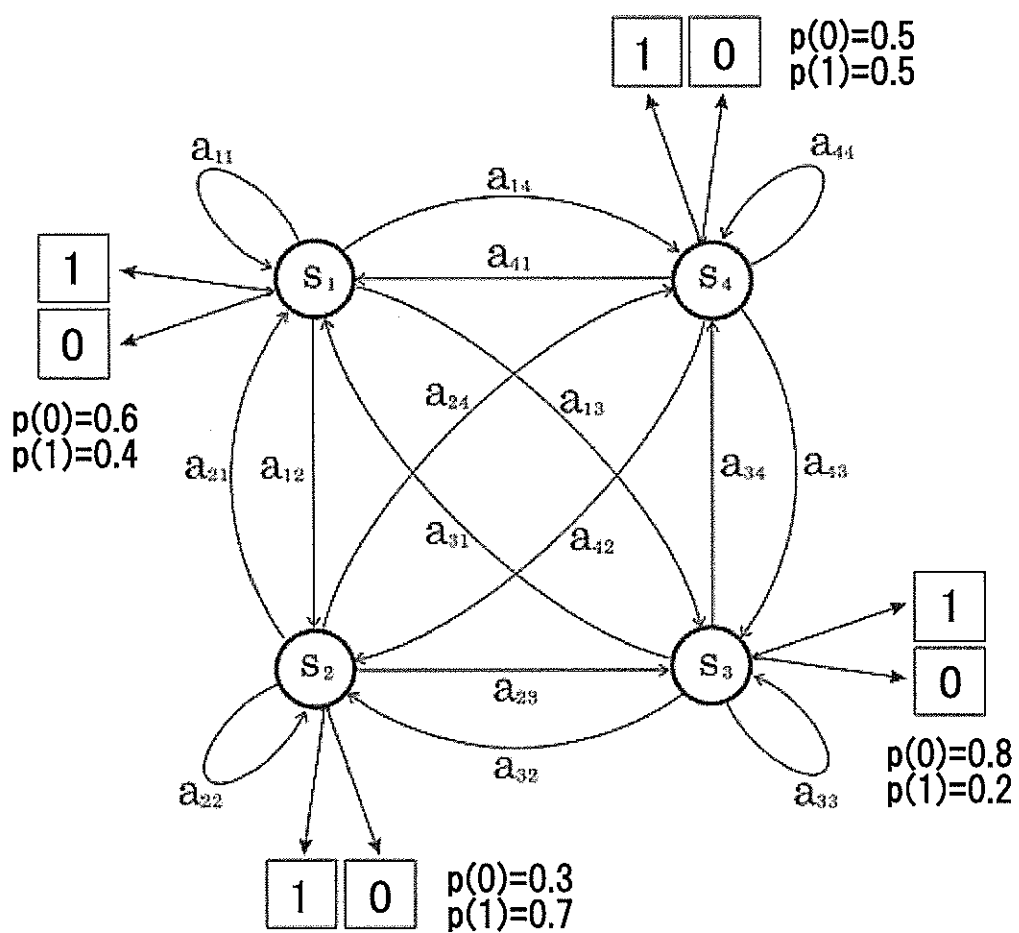 1 0
p(0)=0.5
p(1)=0.5
a₁₁
a₁₄
a₄₄
1
0
p(0)=0.6
p(1)=0.4
S₁
a₄₁
S₄
a₂₄
a₁₃
a₂₁
a₁₂
a₃₄
a₄₃
a₃₁
a₄₂
S₂
a₂₃
S₃
1
0
p(0)=0.8
p(1)=0.2
a₂₂
a₃₂
a₃₃
1 0
p(0)=0.3
p(1)=0.7